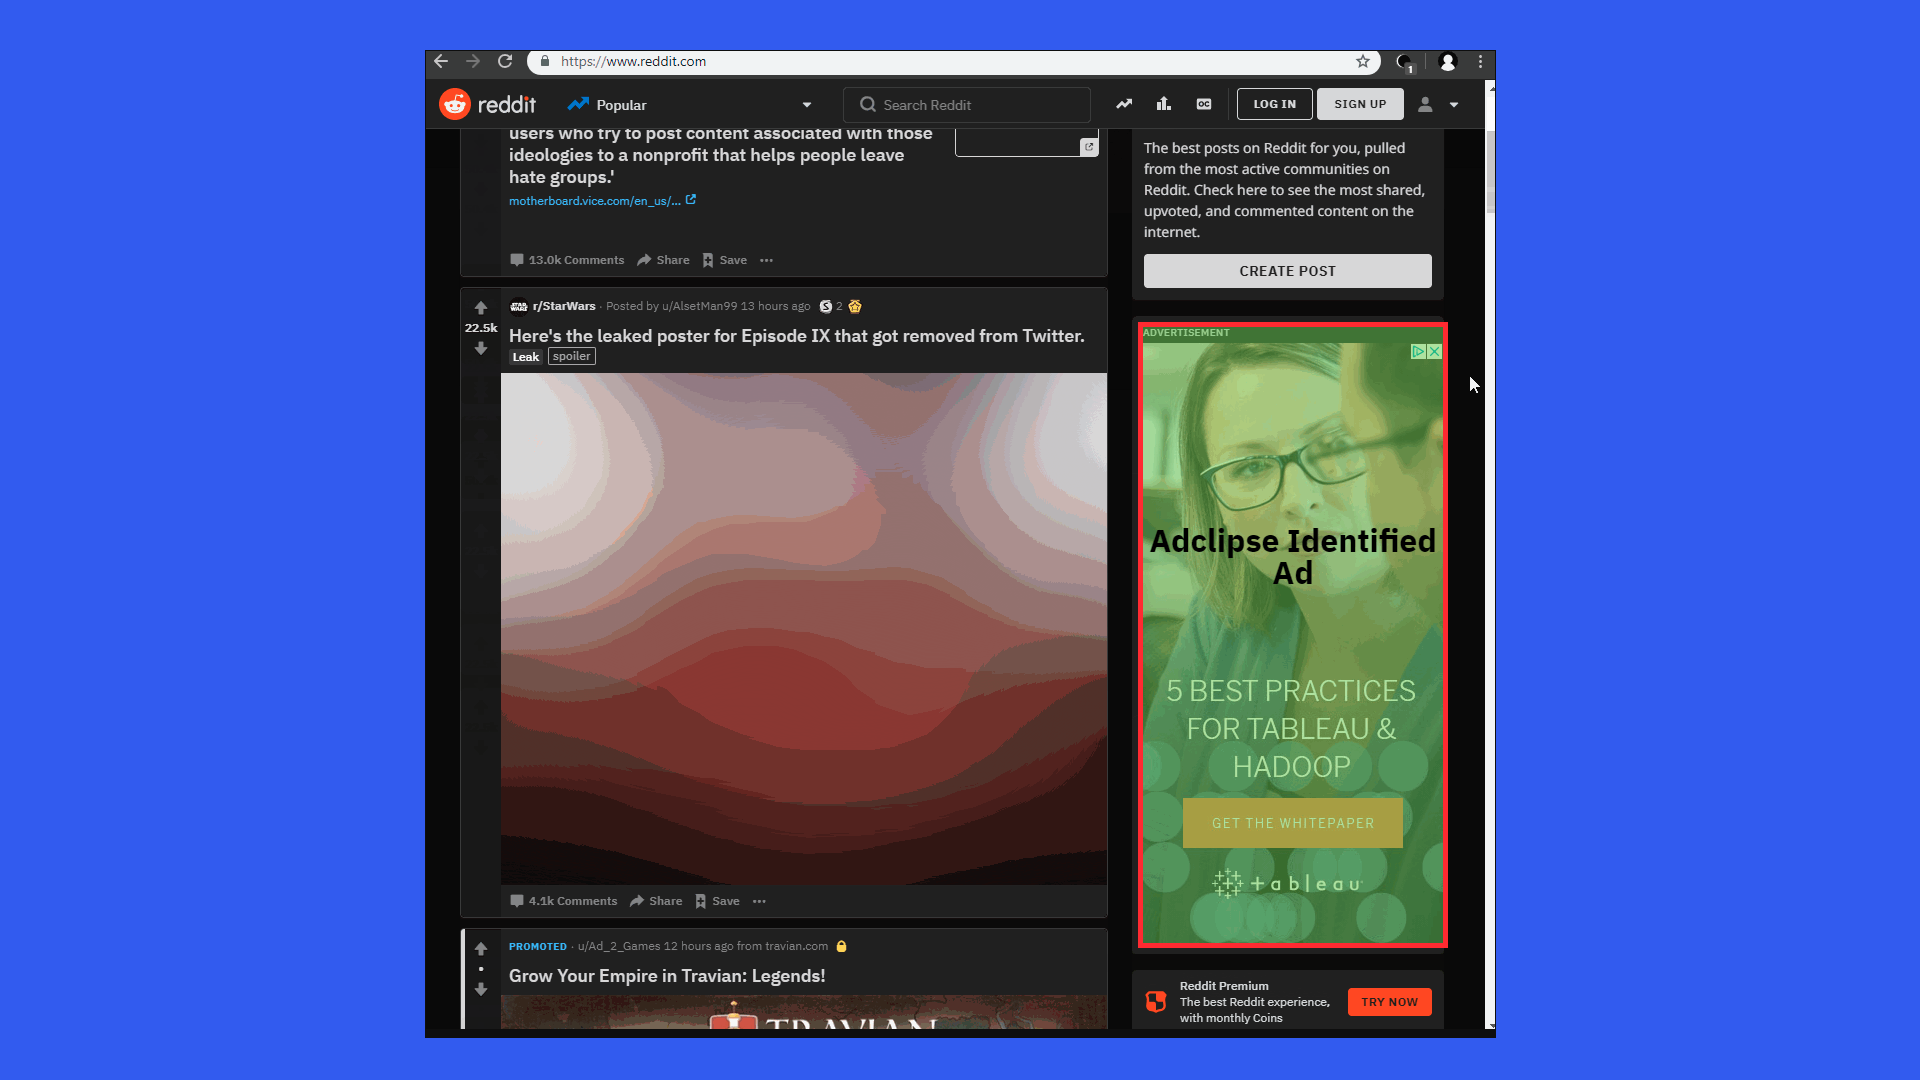 https://www.reddit.com
1
reddit
Popular
Search Reddit
LOG IN
SIGN UP
users who try to post content associated with those
ideologies to a nonprofit that helps people leave
hate groups.'
motherboard.vice.com/en_us/...
13.0k Comments
Share
Save
The best posts on Reddit for you, pulled
from the most active communities on
Reddit. Check here to see the most shared,
upvoted, and commented content on the
internet.
CREATE POST
22.5k
r/StarWars · Posted by u/AlsetMan99 13 hours ago
S 2
Here's the leaked poster for Episode IX that got removed from Twitter.
Leak spoiler
4.1k Comments
Share
Save
ADVERTISEMENT
Adclipse Identified
Ad
5 BEST PRACTICES
FOR TABLEAU &
HADOOP
GET THE WHITEPAPER
+ableau
PROMOTED · u/Ad_2_Games 12 hours ago from travian.com
Grow Your Empire in Travian: Legends!
TRAVIAN
Reddit Premium
The best Reddit experience,
with monthly Coins
TRY NOW